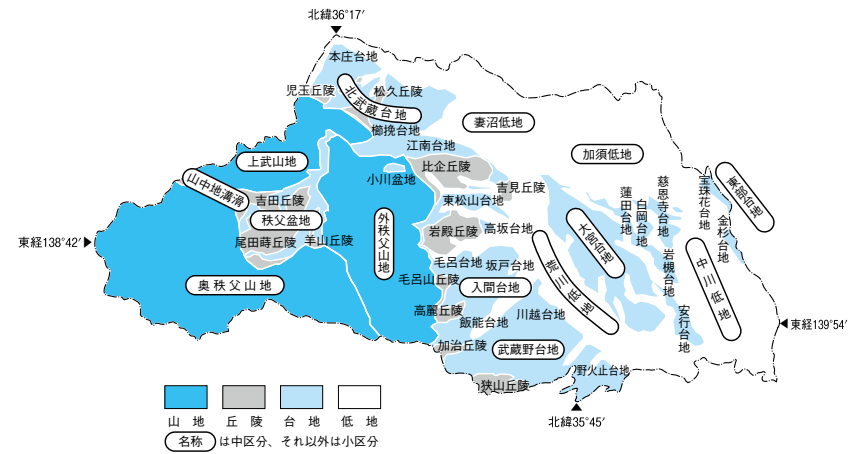 北緯36°17′
本庄台地
児玉丘陵
松久丘陵
北武蔵台地
櫛挽台地
妻沼低地
江南台地
加須低地
上武山地
比企丘陵
小川盆地
山中地溝滑
吉田丘陵
吉見丘陵
東松山台地
秩父盆地
外秩父山地
岩殿丘陵
高坂台地
尾田蒔丘陵
羊山丘陵
大宮台地
蓮田台地
白岡台地
慈恩寺台地
宝珠花台地
東部台地
金杉台地
東経138°42′
毛呂台地
坂戸台地
荒川低地
岩槻台地
中川低地
奥秩父山地
毛呂山丘陵
入間台地
高麗丘陵
飯能台地
川越台地
安行台地
東経139°54′
加治丘陵
武蔵野台地
狭山丘陵
野火止台地
北緯35°45′
山地
丘陵
台地
低地
名称は中区分、それ以外は小区分